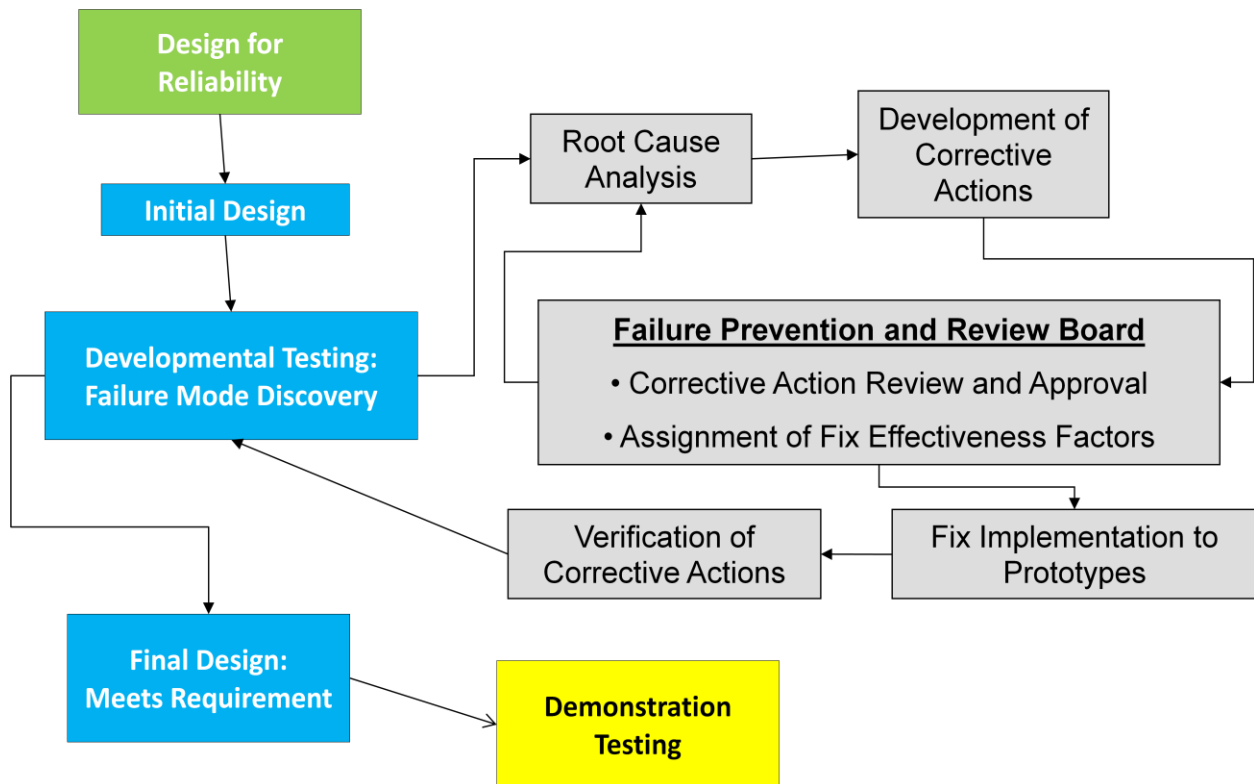 Design for
Reliability
Initial Design
Developmental Testing:
Failure Mode Discovery
Root Cause
Analysis
Development of
Corrective
Actions
Failure Prevention and Review Board
• Corrective Action Review and Approval
• Assignment of Fix Effectiveness Factors
Fix Implementation to
Prototypes
Verification of
Corrective Actions
Final Design:
Meets Requirement
Demonstration
Testing